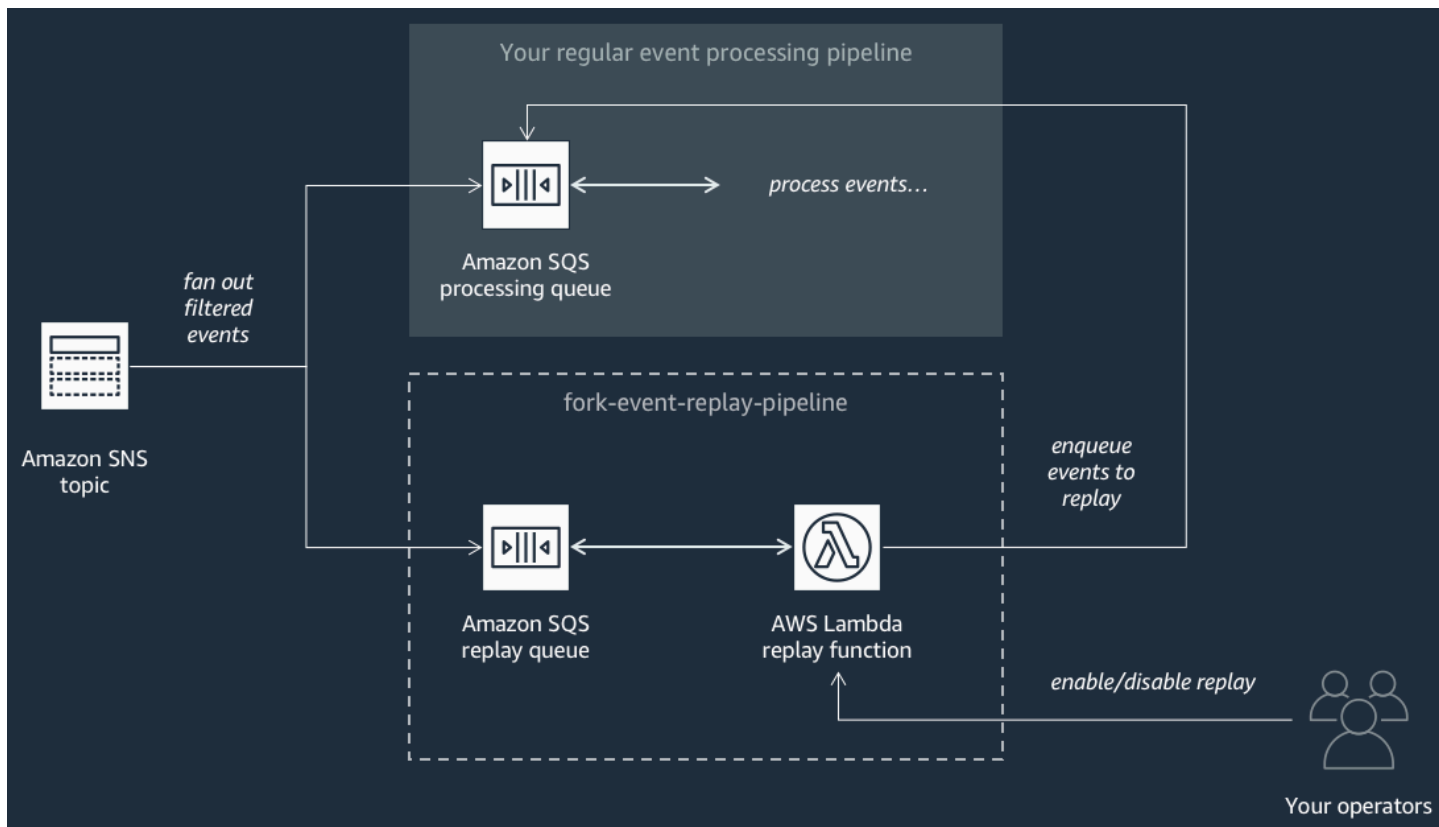 Your regular event processing pipeline
process events...
Amazon SQS
processing queue
fan out
filtered
events
Amazon SNS
topic
fork-event-replay-pipeline
enqueue
events to
replay
Amazon SQS
replay queue
AWS Lambda
replay function
enable/disable replay
Your operators